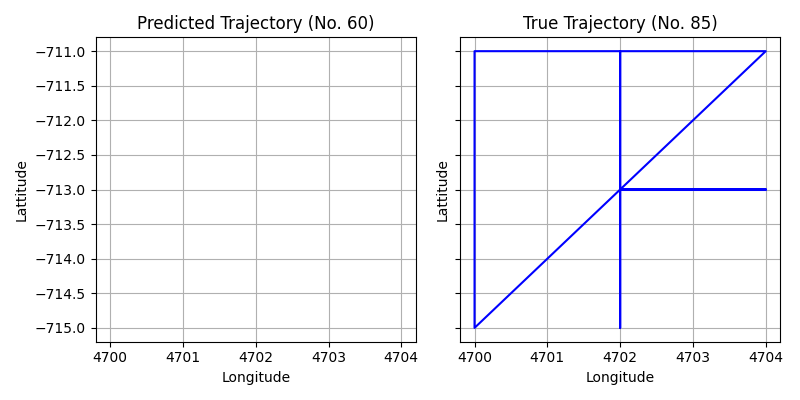 Predicted Trajectory (No. 60)
−711.0
−711.5
−712.0
−712.5
−713.0
−713.5
−714.0
−714.5
−715.0
Lattitude
4700 4701 4702 4703 4704
Longitude
True Trajectory (No. 85)
Lattitude
4700 4701 4702 4703 4704
Longitude